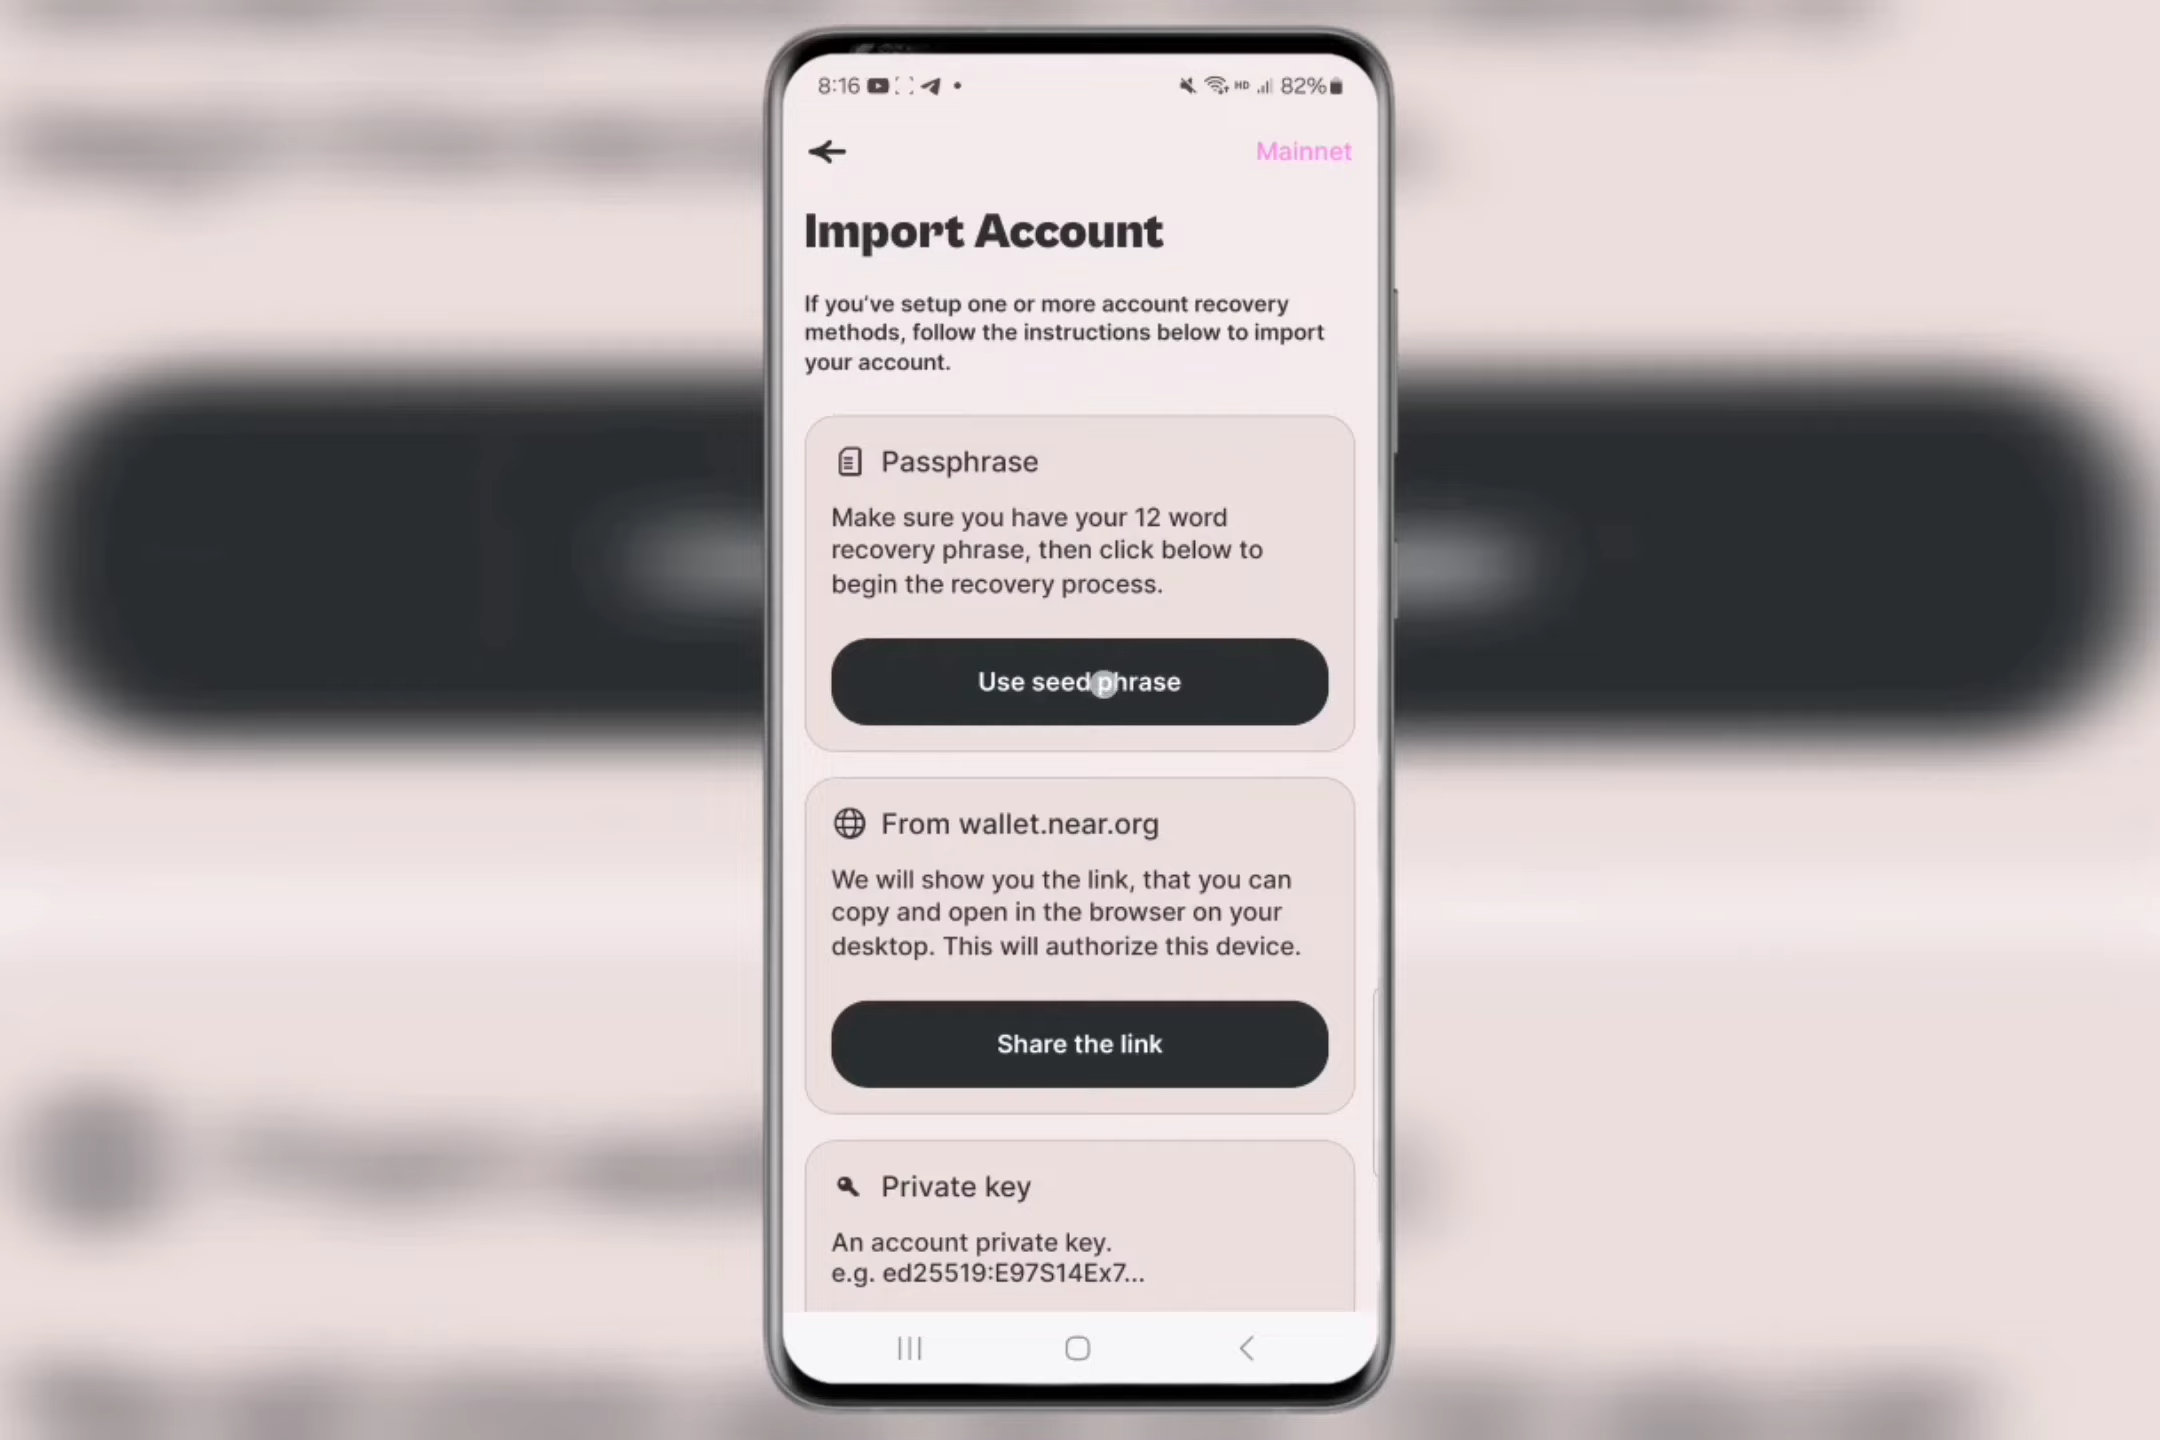 8:16
HD
82%
Mainnet
Import Account
If you've setup one or more account recovery
methods, follow the instructions below to import
your account.
Passphrase
Make sure you have your 12 word
recovery phrase, then click below to
begin the recovery process.
Use seed phrase
From wallet.near.org
We will show you the link, that you can
copy and open in the browser on your
desktop. This will authorize this device.
Share the link
Private key
An account private key.
e.g. ed25519:E97S14Ex7...